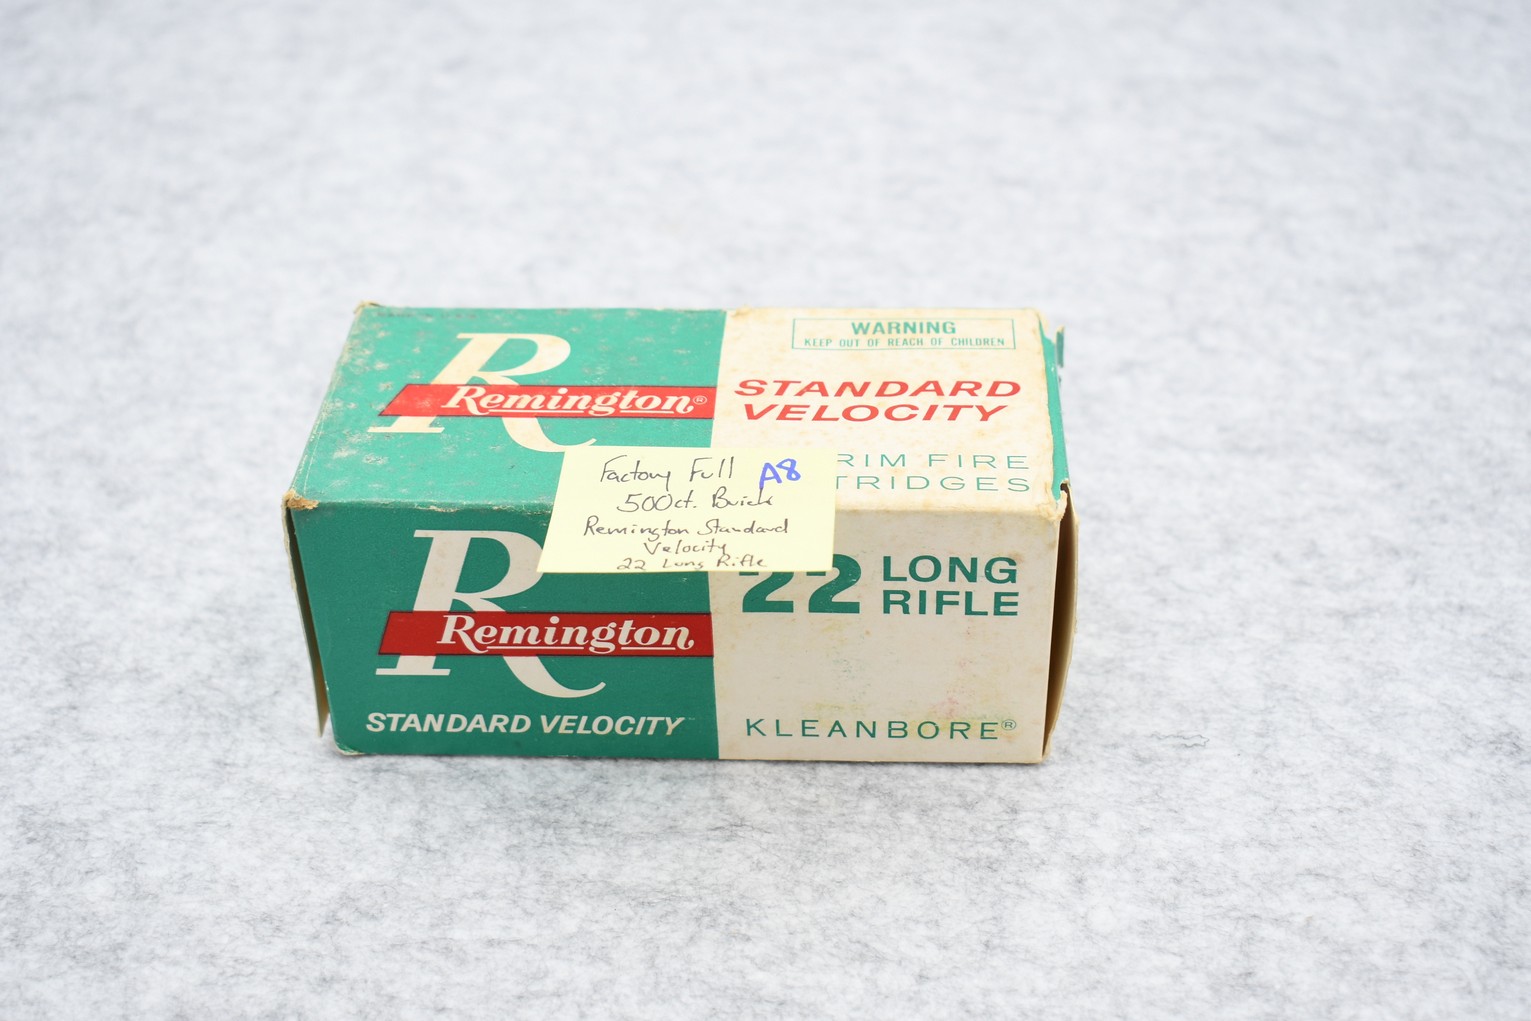 R
Remington®
WARNING
KEEP OUT OF REACH OF CHILDREN
STANDARD
VELOCITY
RIM FIRE
TRIDGES
Factory Full A8
500ct. Brick
Remington Standard
Velocity
22 Long Rifle
R
Remington
STANDARD VELOCITY
22 LONG
RIFLE
KLEANBORE®